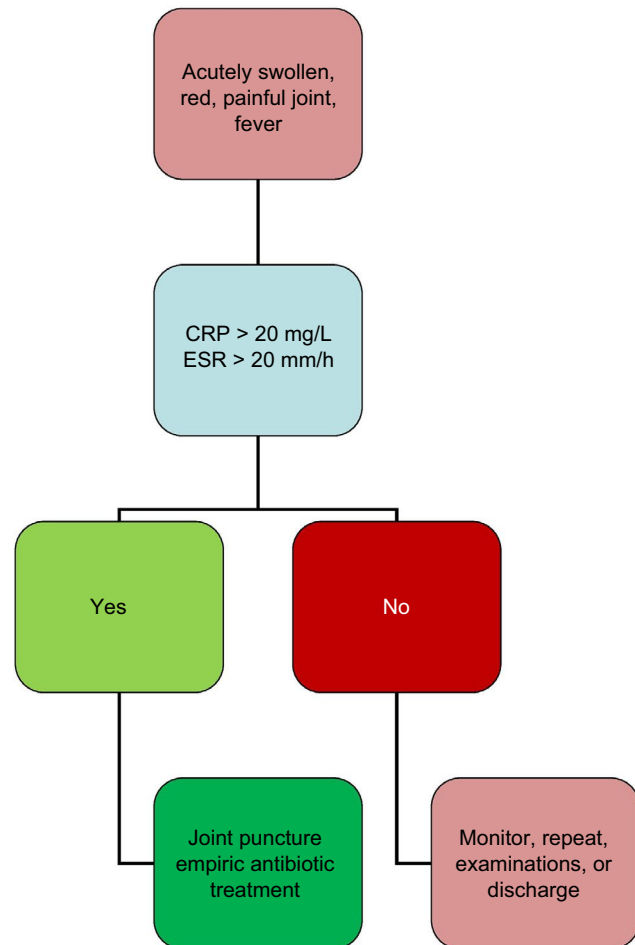 Acutely swollen,
red, painful joint,
fever
CRP > 20 mg/L
ESR > 20 mm/h
Yes
No
Joint puncture
empiric antibiotic
treatment
Monitor, repeat,
examinations, or
discharge